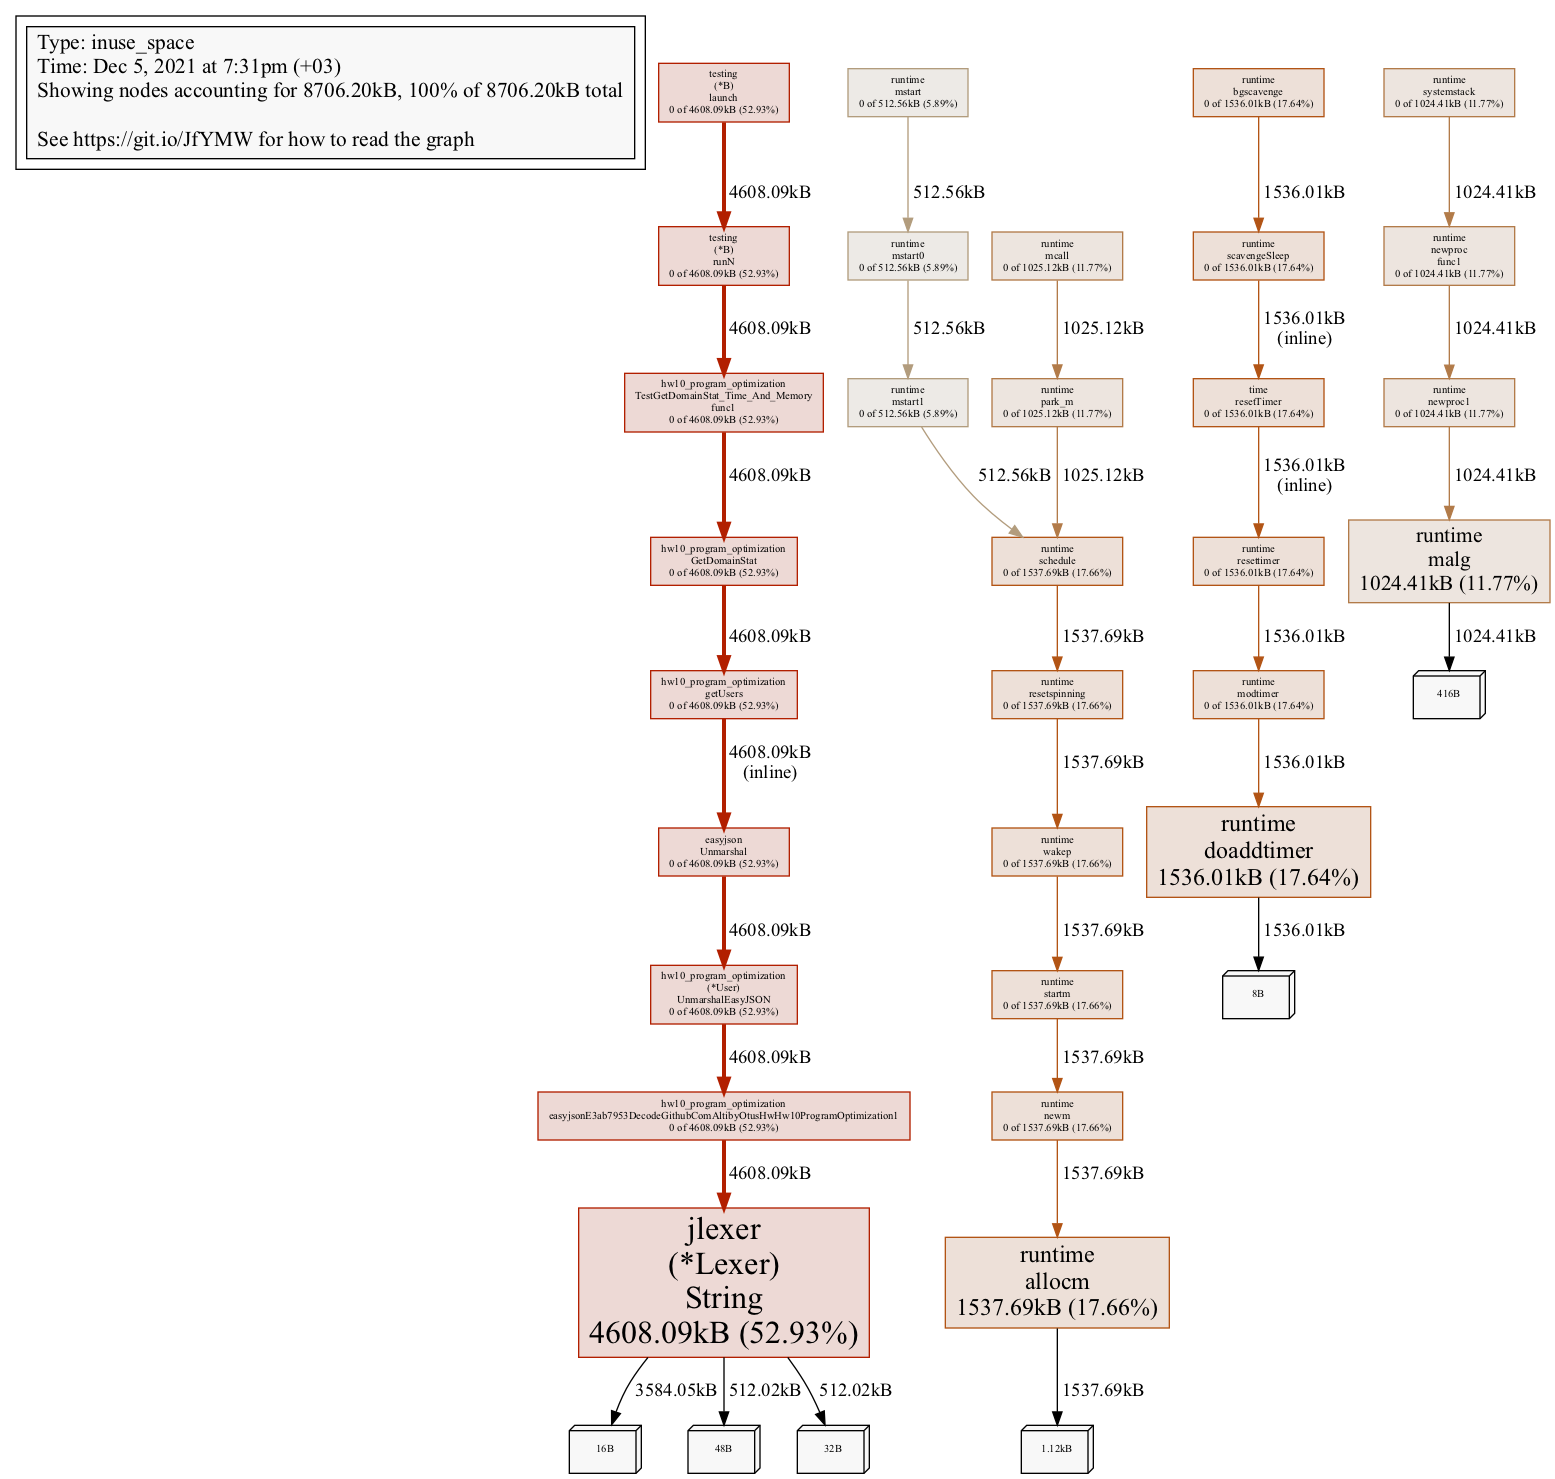 Type: inuse_space
Time: Dec 5, 2021 at 7:31pm (+03)
Showing nodes accounting for 8706.20kB, 100% of 8706.20kB total
See https://git.io/JfYMW for how to read the graph
testing
(*B)
launch
0 of 4608.09kB (52.93%)
runtime
mstart
0 of 512.56kB (5.89%)
runtime
bgscavenge
0 of 1536.01kB (17.64%)
runtime
systemstack
0 of 1024.41kB (11.77%)
4608.09kB
512.56kB
1536.01kB
1024.41kB
testing
(*B)
runN
0 of 4608.09kB (52.93%)
runtime
mstart0
0 of 512.56kB (5.89%)
runtime
mcall
0 of 1025.12kB (11.77%)
runtime
scavengeSleep
0 of 1536.01kB (17.64%)
runtime
newproc
func1
0 of 1024.41kB (11.77%)
4608.09kB
512.56kB
1025.12kB
1536.01kB
(inline)
1024.41kB
hw10_program_optimization
TestGetDomainStat_Time_And_Memory
func1
0 of 4608.09kB (52.93%)
runtime
mstart1
0 of 512.56kB (5.89%)
runtime
park_m
0 of 1025.12kB (11.77%)
time
resetTimer
0 of 1536.01kB (17.64%)
runtime
newproc1
0 of 1024.41kB (11.77%)
4608.09kB
512.56kB
1025.12kB
1536.01kB
(inline)
1024.41kB
hw10_program_optimization
GetDomainStat
0 of 4608.09kB (52.93%)
runtime
schedule
0 of 1537.69kB (17.66%)
runtime
resettimer
0 of 1536.01kB (17.64%)
runtime
malg
1024.41kB (11.77%)
4608.09kB
1537.69kB
1536.01kB
1024.41kB
hw10_program_optimization
getUsers
0 of 4608.09kB (52.93%)
runtime
resetspinning
0 of 1537.69kB (17.66%)
runtime
modtimer
0 of 1536.01kB (17.64%)
416B
4608.09kB
(inline)
1537.69kB
1536.01kB
easyjson
Unmarshal
0 of 4608.09kB (52.93%)
runtime
wakep
0 of 1537.69kB (17.66%)
runtime
doaddtimer
1536.01kB (17.64%)
4608.09kB
1537.69kB
1536.01kB
hw10_program_optimization
(*User)
UnmarshalEasyJSON
0 of 4608.09kB (52.93%)
runtime
startm
0 of 1537.69kB (17.66%)
8B
4608.09kB
1537.69kB
hw10_program_optimization
easyjsonE3ab7953DecodeGithubComAltibyOtusHwHw10ProgramOptimization1
0 of 4608.09kB (52.93%)
runtime
newm
0 of 1537.69kB (17.66%)
4608.09kB
1537.69kB
jlexer
(*Lexer)
String
4608.09kB (52.93%)
runtime
allocm
1537.69kB (17.66%)
3584.05kB
512.02kB
512.02kB
1537.69kB
16B
48B
32B
1.12kB